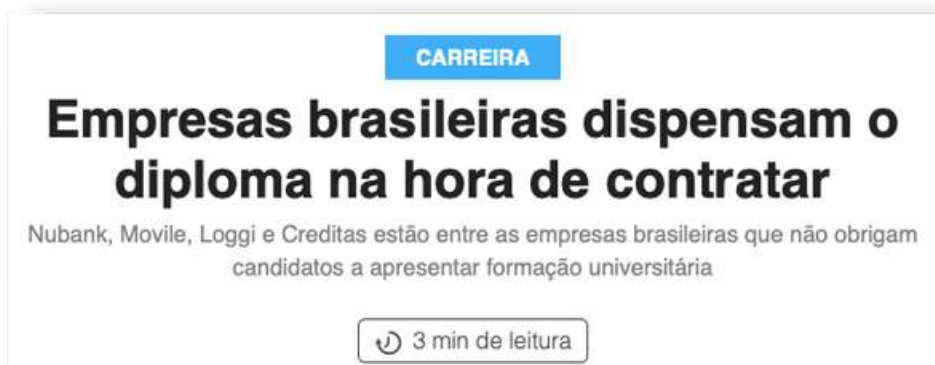 CARREIRA
Empresas brasileiras dispensam o
diploma na hora de contratar
Nubank, Movile, Loggi e Creditas estão entre as empresas brasileiras que não obrigam
candidatos a apresentar formação universitária
3 min de leitura